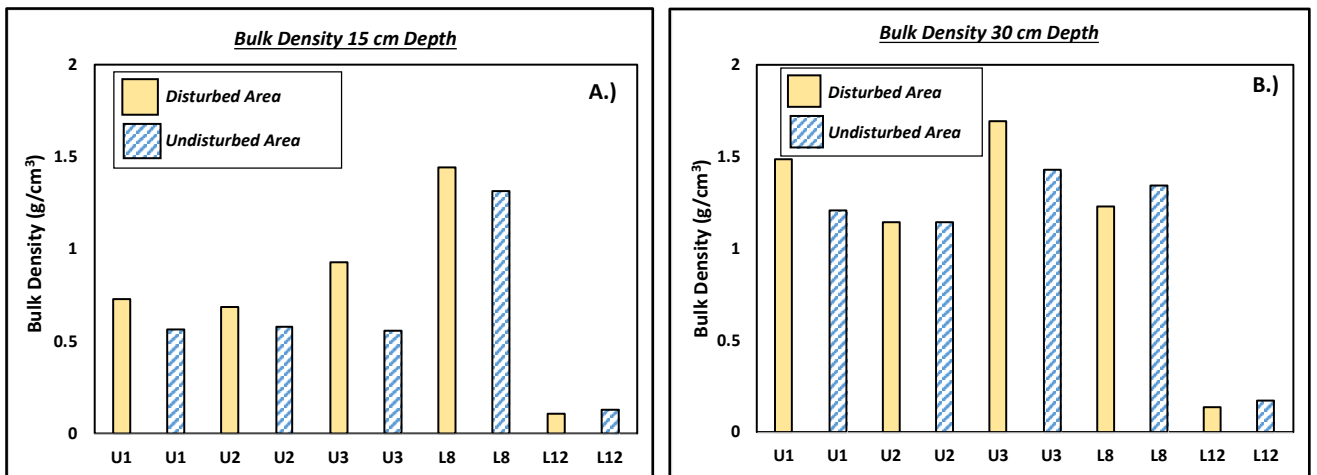 Bulk Density 15 cm Depth
2
1.5
1
0.5
0
Bulk Density (g/cm³)
Disturbed Area
Undisturbed Area
A.)
U1 U1 U2 U2 U3 U3 L8 L8 L12 L12
Bulk Density 30 cm Depth
2
1.5
1
0.5
0
Bulk Density (g/cm³)
Disturbed Area
Undisturbed Area
B.)
U1 U1 U2 U2 U3 U3 L8 L8 L12 L12